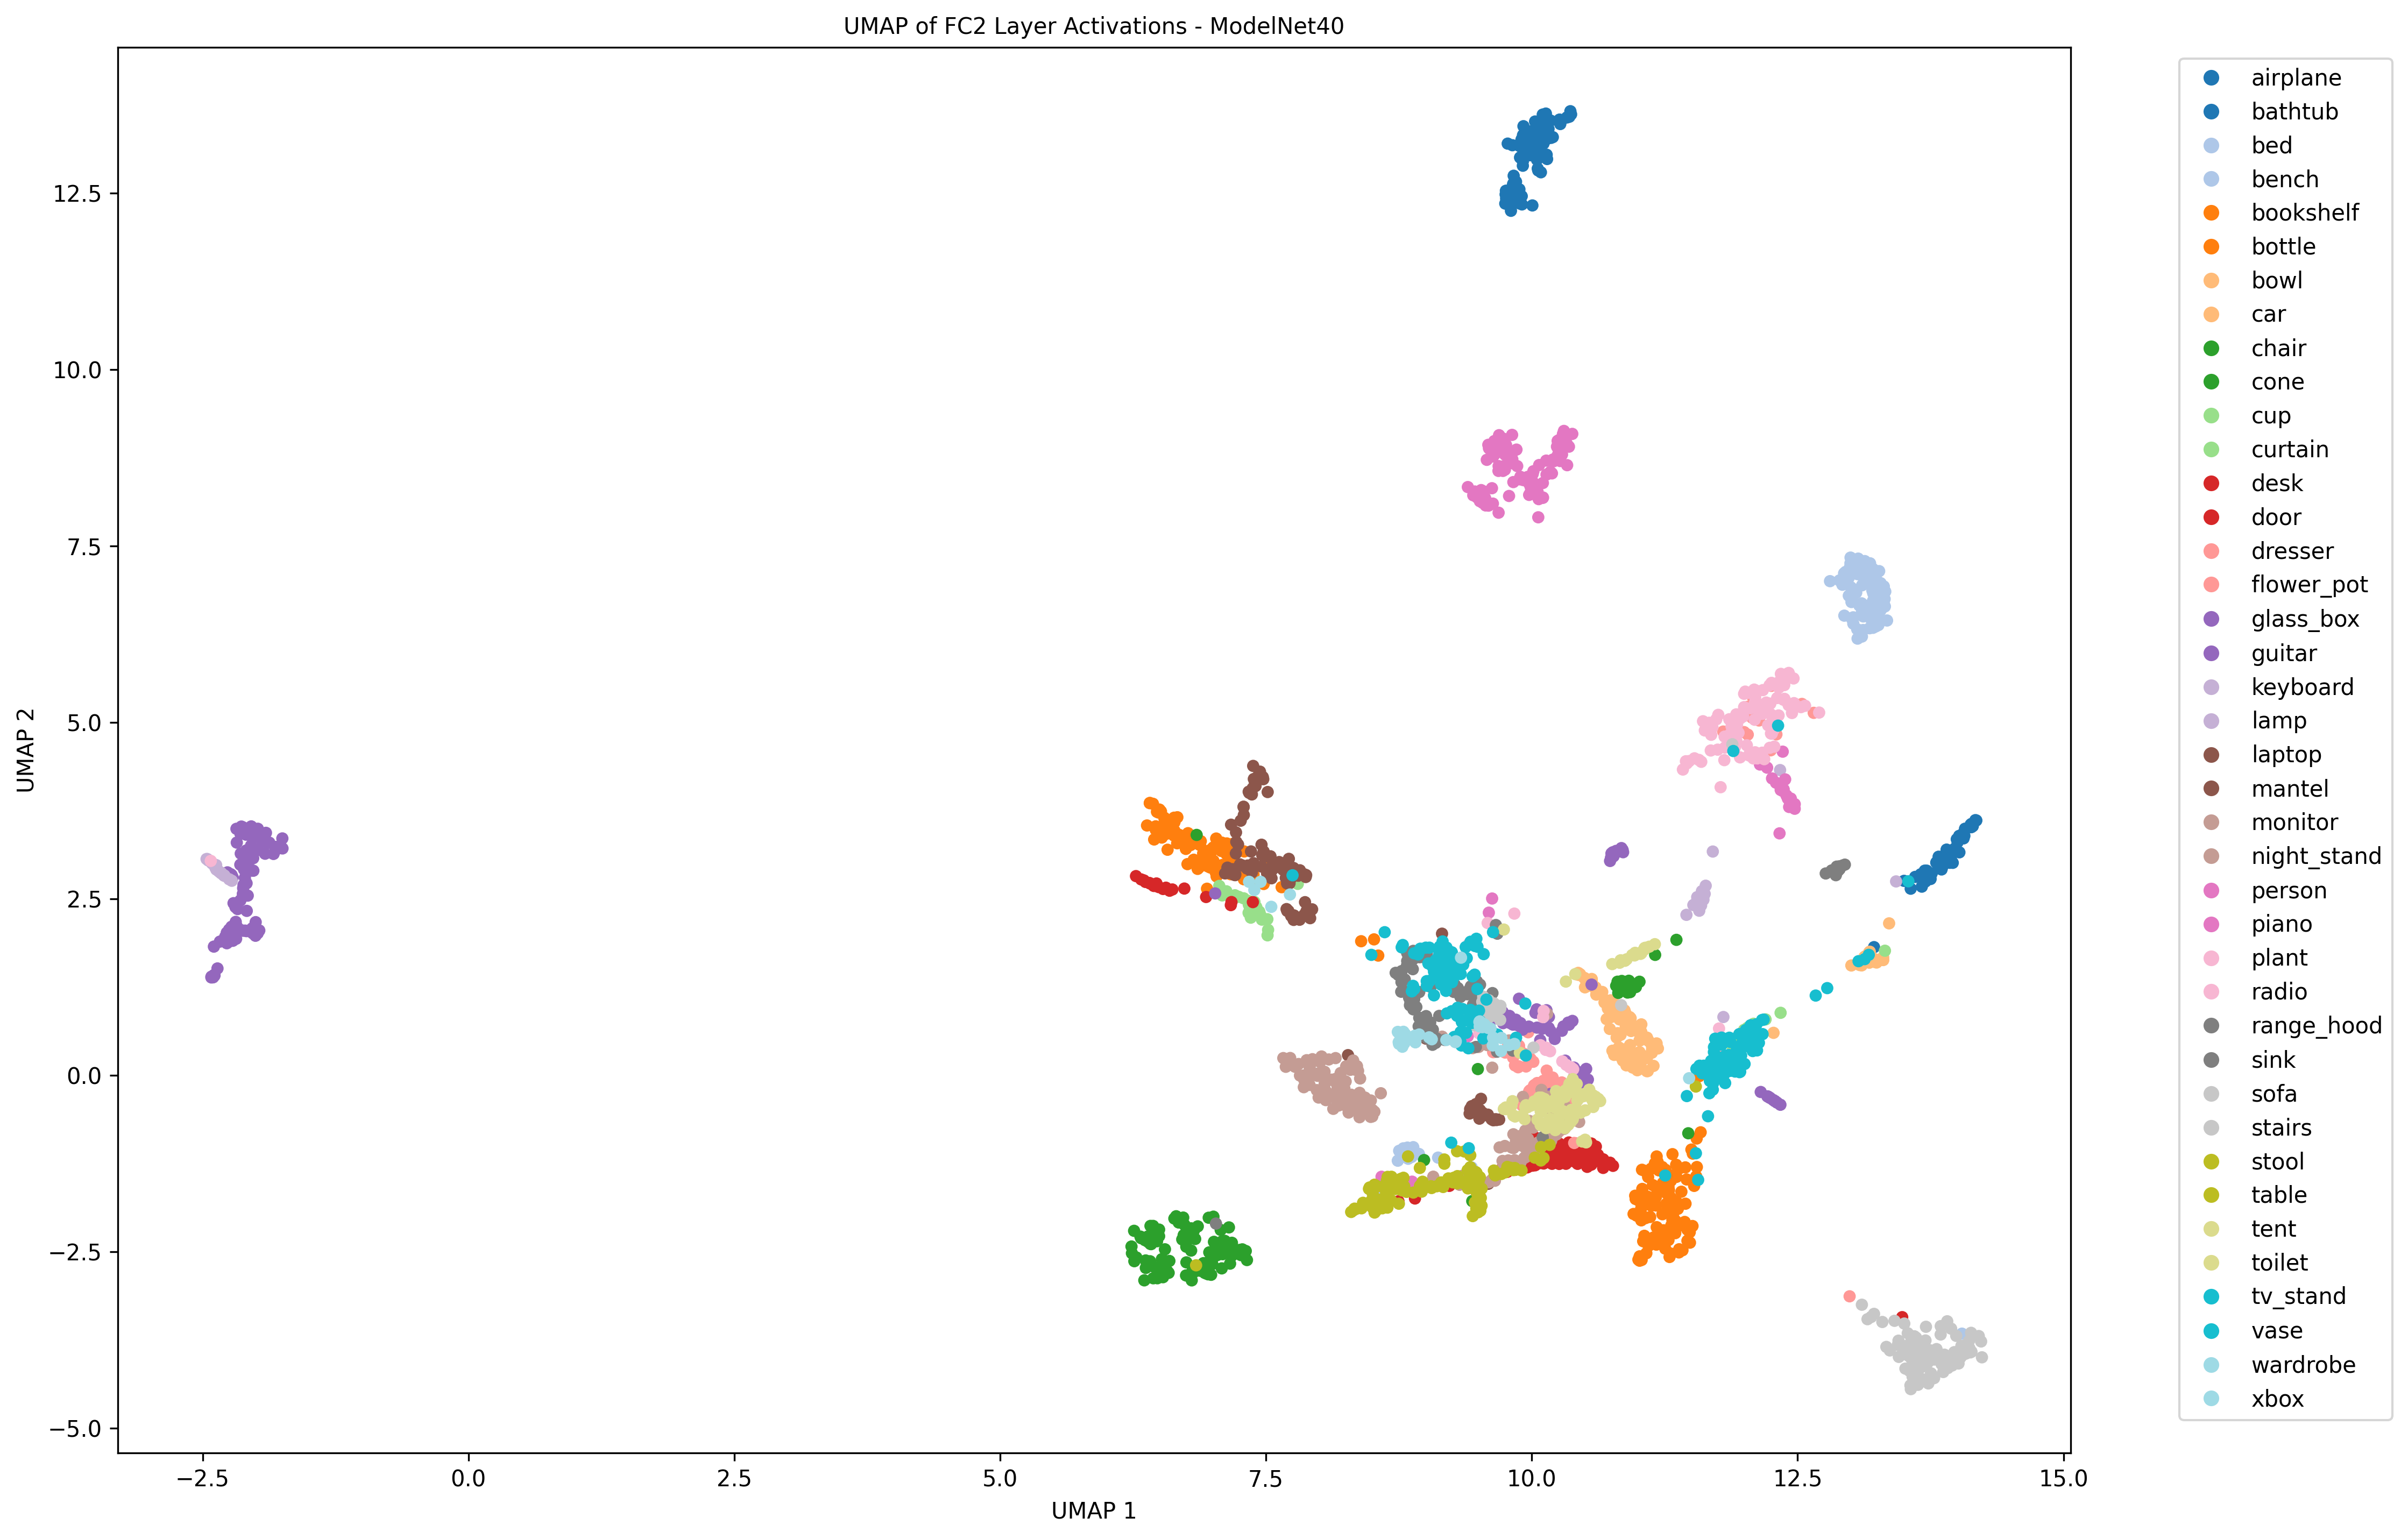 UMAP of FC2 Layer Activations - ModelNet40
12.5
10.0
7.5
5.0
2.5
0.0
−2.5
−5.0
UMAP 2
−2.5
0.0
2.5
5.0
7.5
10.0
12.5
15.0
UMAP 1
airplane
bathtub
bed
bench
bookshelf
bottle
bowl
car
chair
cone
cup
curtain
desk
door
dresser
flower_pot
glass_box
guitar
keyboard
lamp
laptop
mantel
monitor
night_stand
person
piano
plant
radio
range_hood
sink
sofa
stairs
stool
table
tent
toilet
tv_stand
vase
wardrobe
xbox